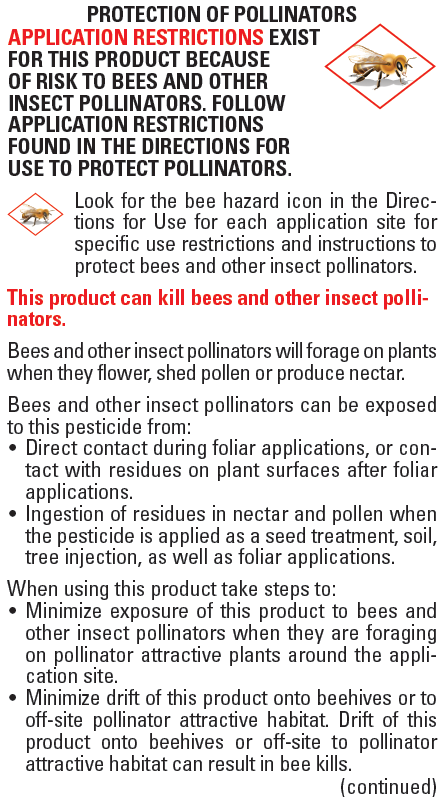 PROTECTION OF POLLINATORS
APPLICATION RESTRICTIONS EXIST
FOR THIS PRODUCT BECAUSE
OF RISK TO BEES AND OTHER
INSECT POLLINATORS. FOLLOW
APPLICATION RESTRICTIONS
FOUND IN THE DIRECTIONS FOR
USE TO PROTECT POLLINATORS.
Look for the bee hazard icon in the Direc-
tions for Use for each application site for
specific use restrictions and instructions to
protect bees and other insect pollinators.
This product can kill bees and other insect polli-
nators.
Bees and other insect pollinators will forage on plants
when they flower, shed pollen or produce nectar.
Bees and other insect pollinators can be exposed
to this pesticide from:
• Direct contact during foliar applications, or con-
tact with residues on plant surfaces after foliar
applications.
• Ingestion of residues in nectar and pollen when
the pesticide is applied as a seed treatment, soil,
tree injection, as well as foliar applications.
When using this product take steps to:
• Minimize exposure of this product to bees and
other insect pollinators when they are foraging
on pollinator attractive plants around the appli-
cation site.
• Minimize drift of this product onto beehives or to
off-site pollinator attractive habitat. Drift of this
product onto beehives or off-site to pollinator
attractive habitat can result in bee kills.
(continued)